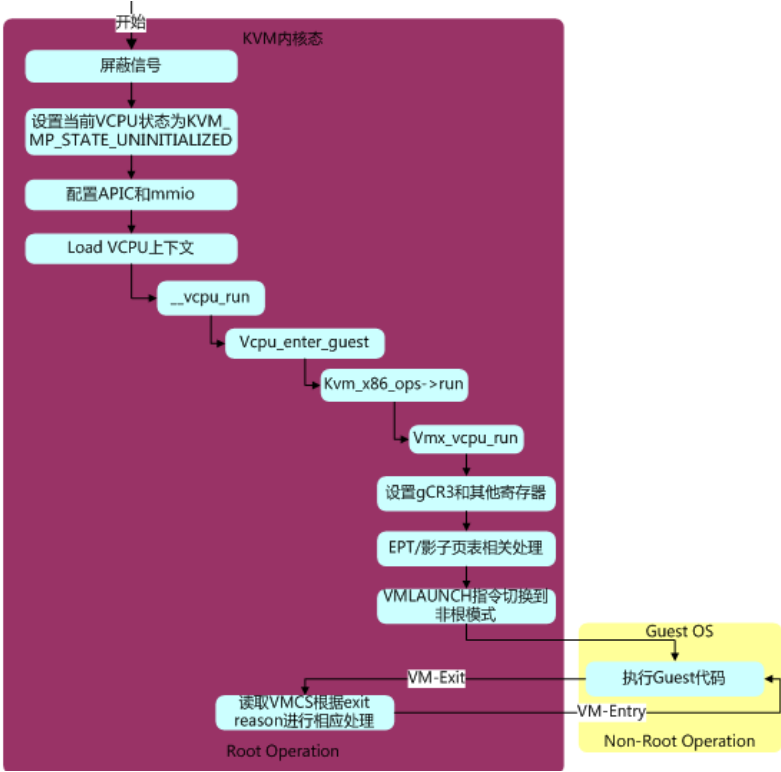 开始
KVM内核态
屏蔽信号
设置当前VCPU状态为KVM_
MP_STATE_UNINITIALIZED
配置APIC和mmio
Load VCPU上下文
__vcpu_run
Vcpu_enter_guest
Kvm_x86_ops->run
Vmx_vcpu_run
设置gCR3和其他寄存器
EPT/影子页表相关处理
VMLAUNCH指令切换到
非根模式
Guest OS
执行Guest代码
VM-Exit
读取VMCS根据exit
reason进行相应处理
VM-Entry
Root Operation
Non-Root Operation